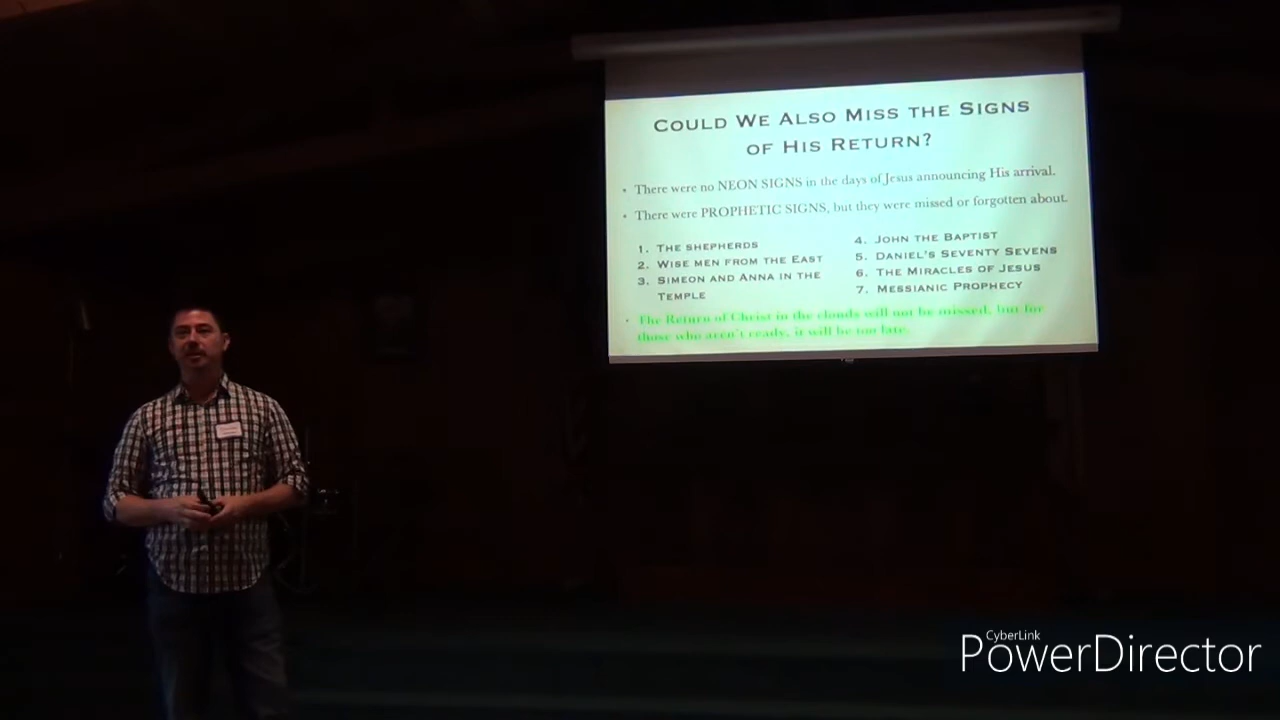 COULD WE ALSO MISS THE SIGNS
OF HIS RETURN?
• There were no NEON SIGNS in the days of Jesus announcing His arrival.
• There were PROPHETIC SIGNS, but they were missed or forgotten about.
1. THE SHEPHERDS
2. WISE MEN FROM THE EAST
3. SIMEON AND ANNA IN THE
TEMPLE
4. JOHN THE BAPTIST
5. DANIEL'S SEVENTY SEVENS
6. THE MIRACLES OF JESUS
7. MESSIANIC PROPHECY
• The Return of Christ in the clouds will not be missed, but for
those who aren't ready, it will be too late.
CyberLink
PowerDirector